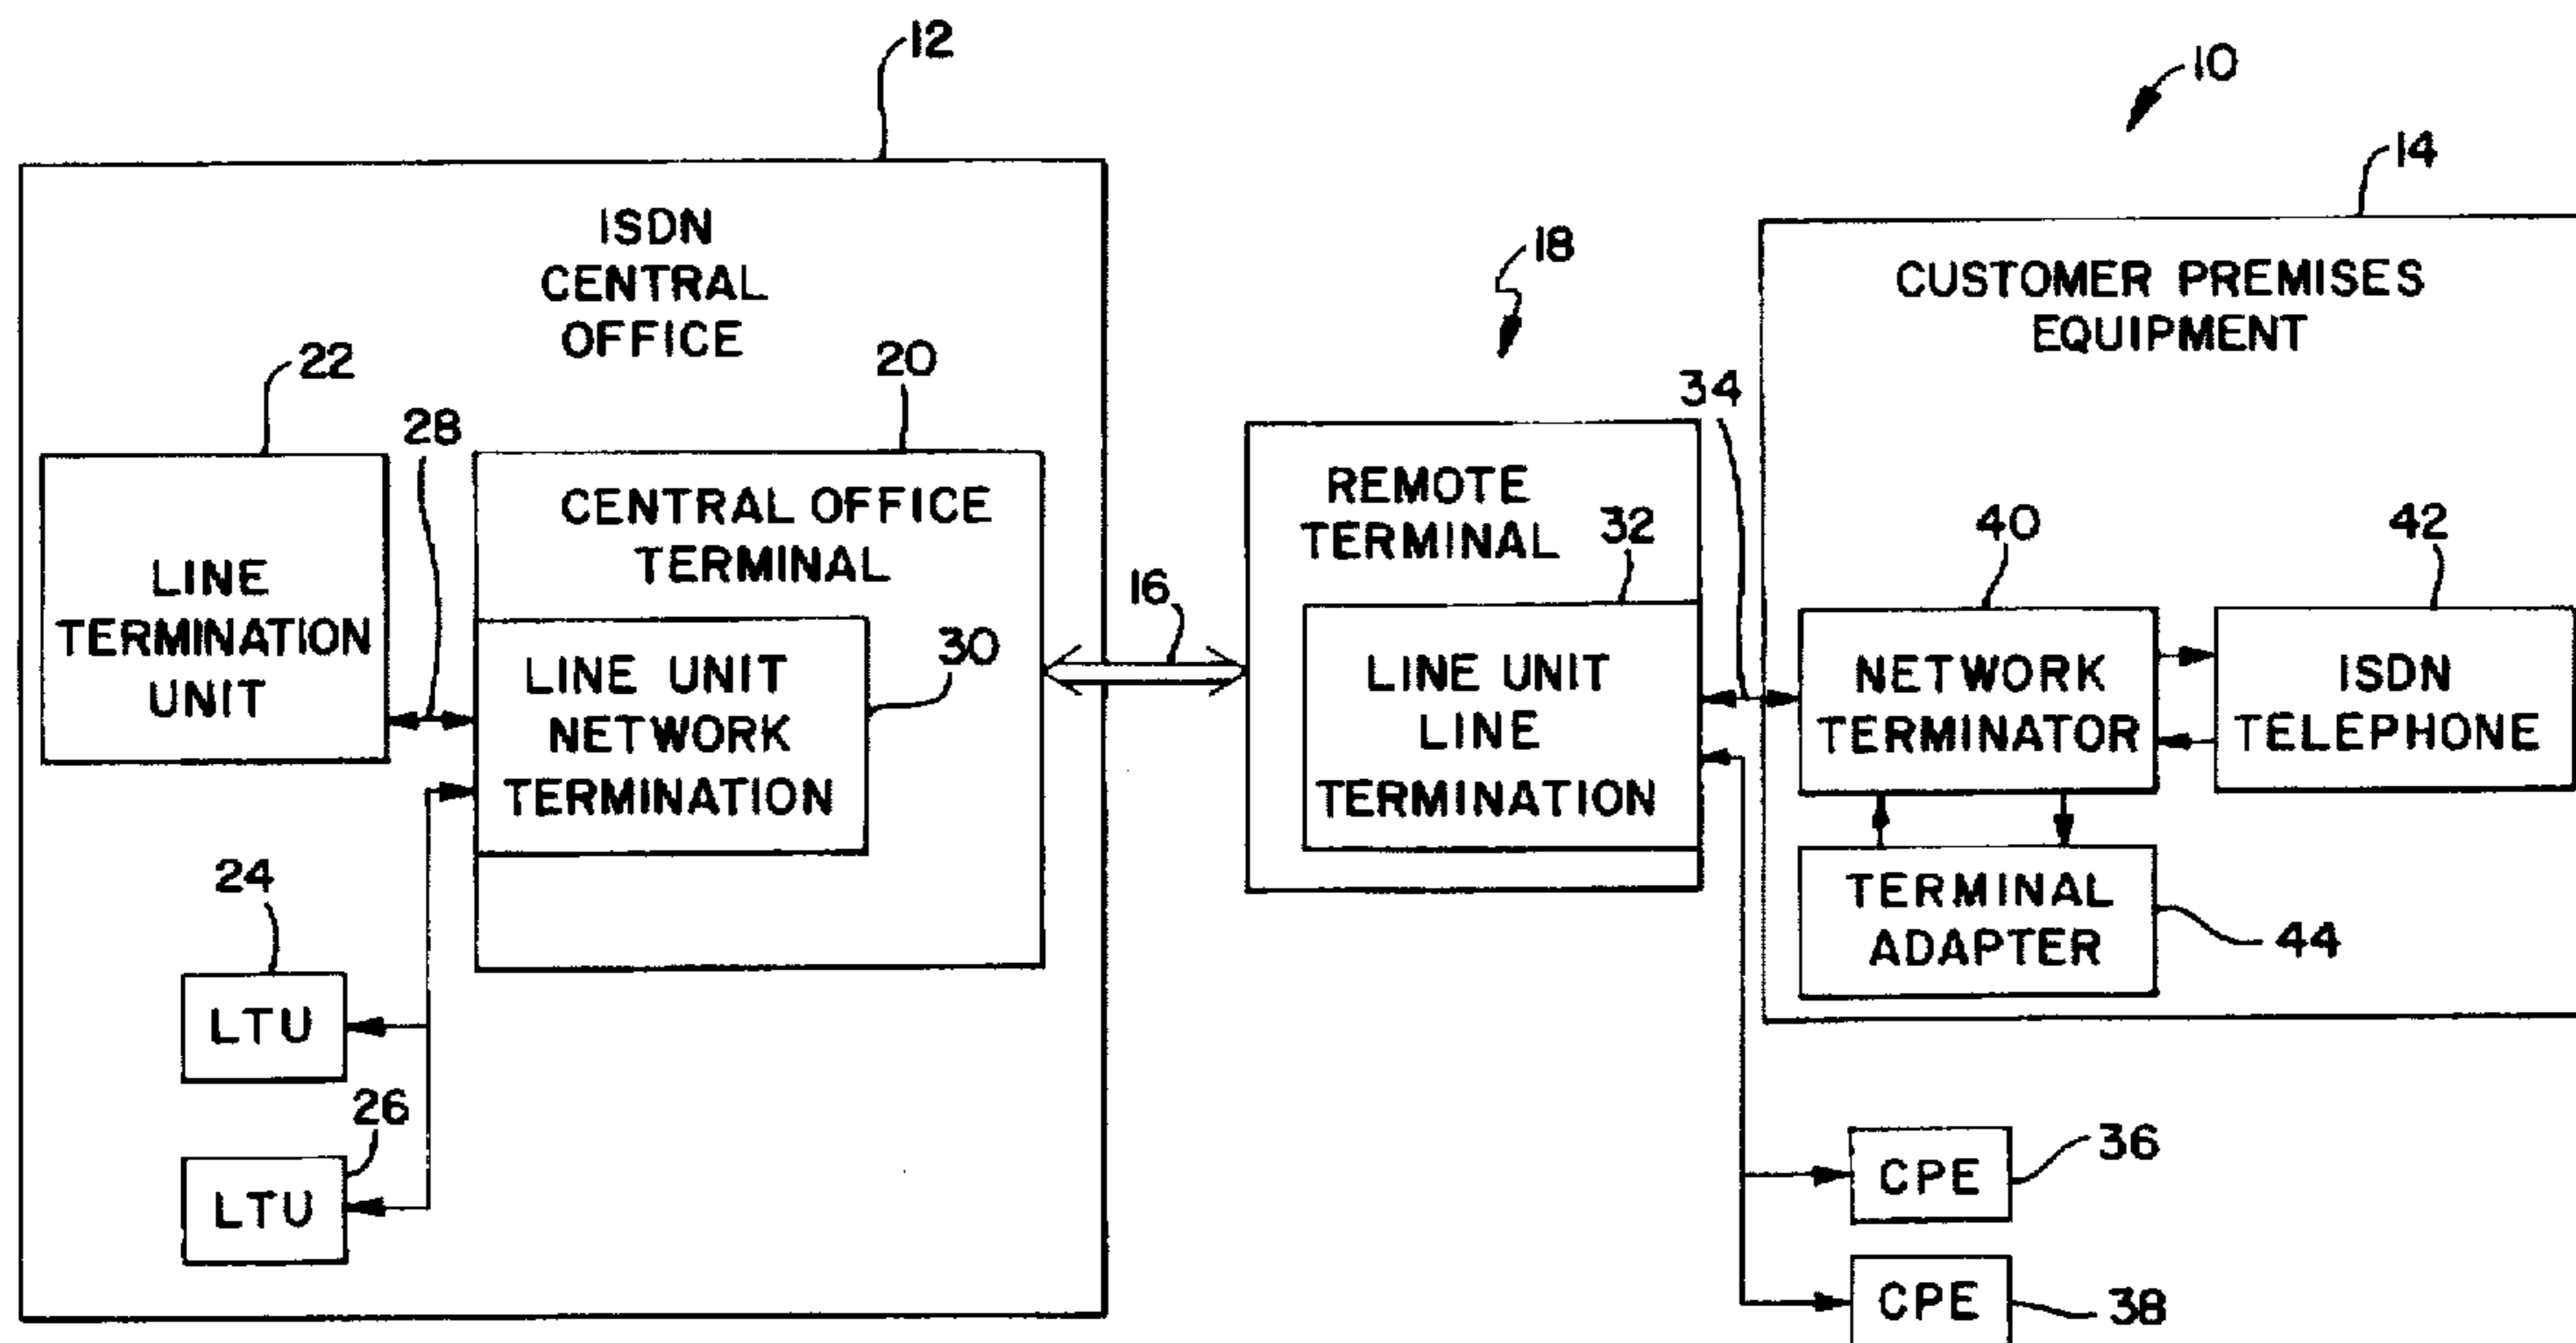 12
10
14
ISDN
CENTRAL
OFFICE
18
CUSTOMER PREMISES
EQUIPMENT
22
20
28
34
LINE
TERMINATION
UNIT
CENTRAL OFFICE
TERMINAL
30
LINE UNIT
NETWORK
TERMINATION
16
REMOTE
TERMINAL
32
LINE UNIT
LINE
TERMINATION
40
42
NETWORK
TERMINATOR
ISDN
TELEPHONE
TERMINAL
ADAPTER
44
24
LTU
26
LTU
CPE
36
CPE
38